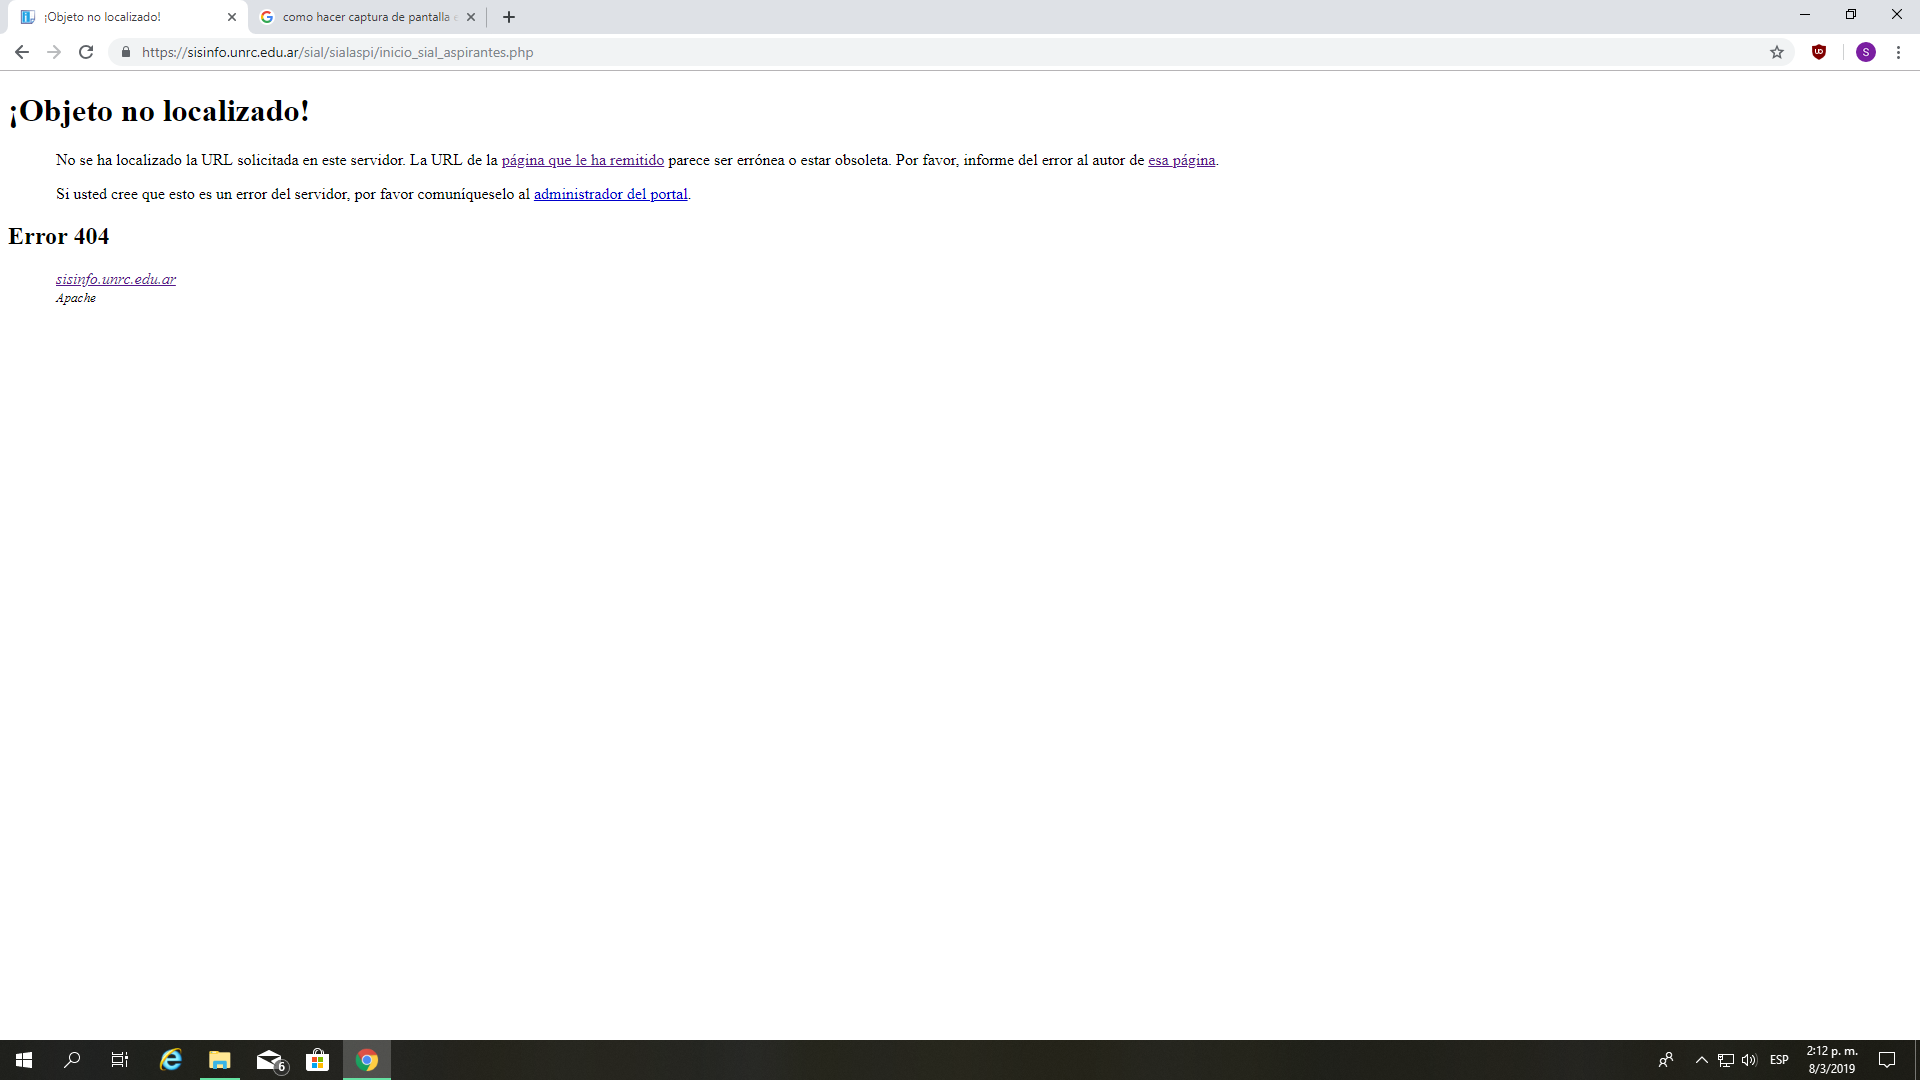 ¡Objeto no localizado!
como hacer captura de pantalla e
https://sisinfo.unrc.edu.ar/sial/sialaspi/inicio_sial_aspirantes.php
S
¡Objeto no localizado!
No se ha localizado la URL solicitada en este servidor. La URL de la página que le ha remitido parece ser errónea o estar obsoleta. Por favor, informe del error al autor de esa página.
Si usted cree que esto es un error del servidor, por favor comuníqueselo al administrador del portal.
Error 404
sisinfo.unrc.edu.ar
Apache
6
ESP
2:12 p. m.
8/3/2019